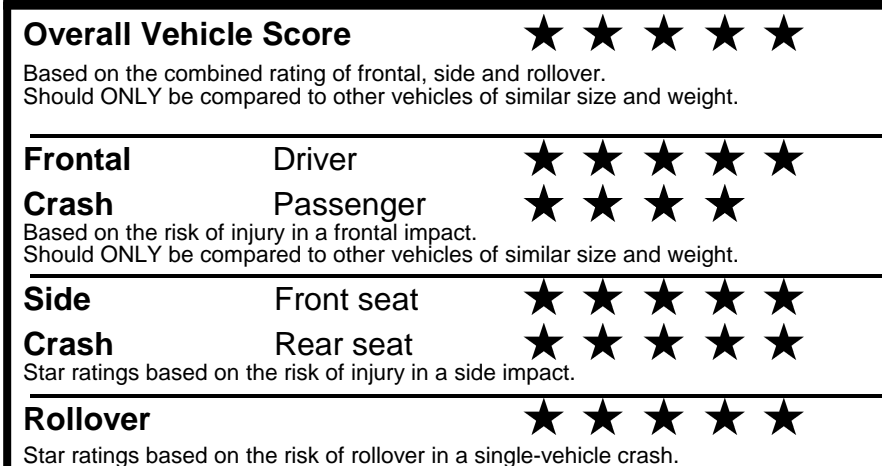 Overall Vehicle Score ★ ★ ★ ★ ★
Based on the combined rating of frontal, side and rollover.
Should ONLY be compared to other vehicles of similar size and weight.
Frontal Driver ★ ★ ★ ★ ★
Crash Passenger ★ ★ ★ ★
Based on the risk of injury in a frontal impact.
Should ONLY be compared to other vehicles of similar size and weight.
Side Front seat ★ ★ ★ ★ ★
Crash Rear seat ★ ★ ★ ★ ★
Star ratings based on the risk of injury in a side impact.
Rollover ★ ★ ★ ★ ★
Star ratings based on the risk of rollover in a single-vehicle crash.